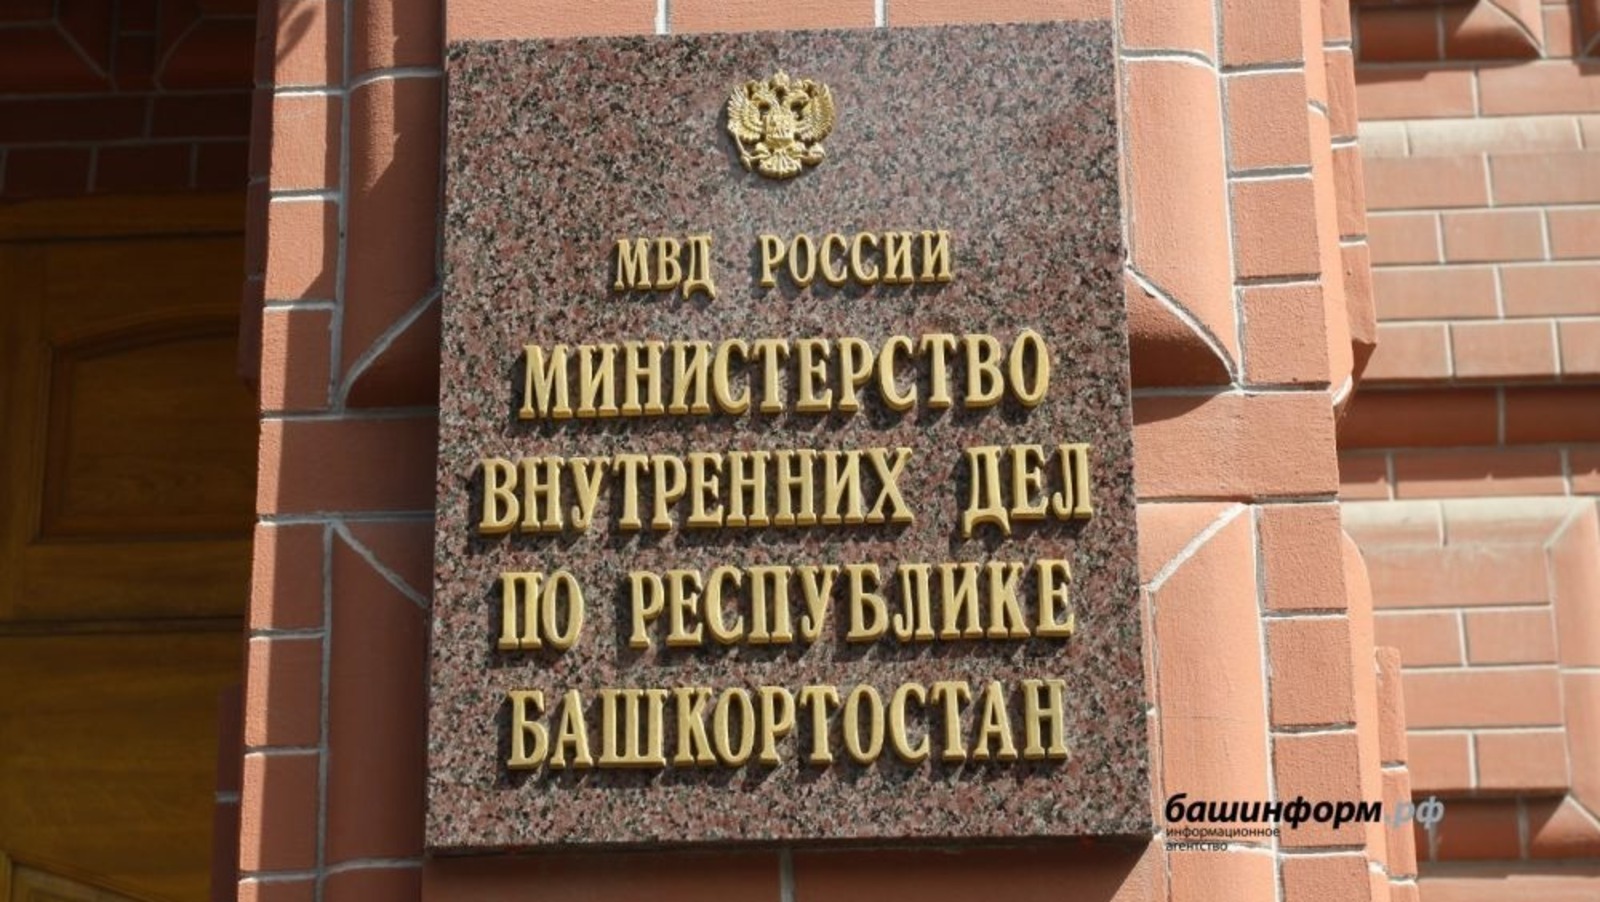 МВД РОССИИ
МИНИСТЕРСТВО
ВНУТРЕННИХ ДЕЛ
ПО РЕСПУБЛИКЕ
БАШКОРТОСТАН
башинформ.рф
информационное
агентство